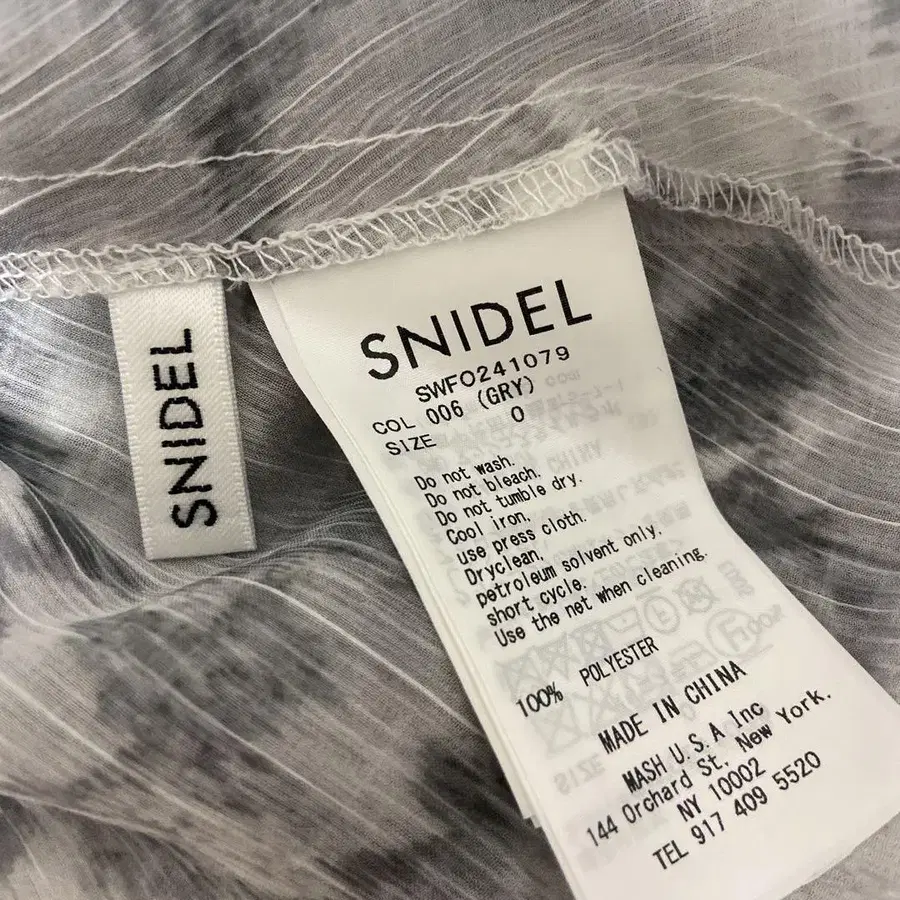 SNIDEL
SNIDEL
SWFO241079
COL 006 (GRY)
SIZE 0
Do not wash.
Do not bleach.
Do not tumble dry.
Cool iron,
use press cloth.
Dryclean,
petroleum solvent only.
short cycle.
Use the net when cleaning.
100% POLYESTER
MADE IN CHINA
MASH U.S.A Inc
144 Orchard St. New York.
NY 10002
TEL 917 409 5520